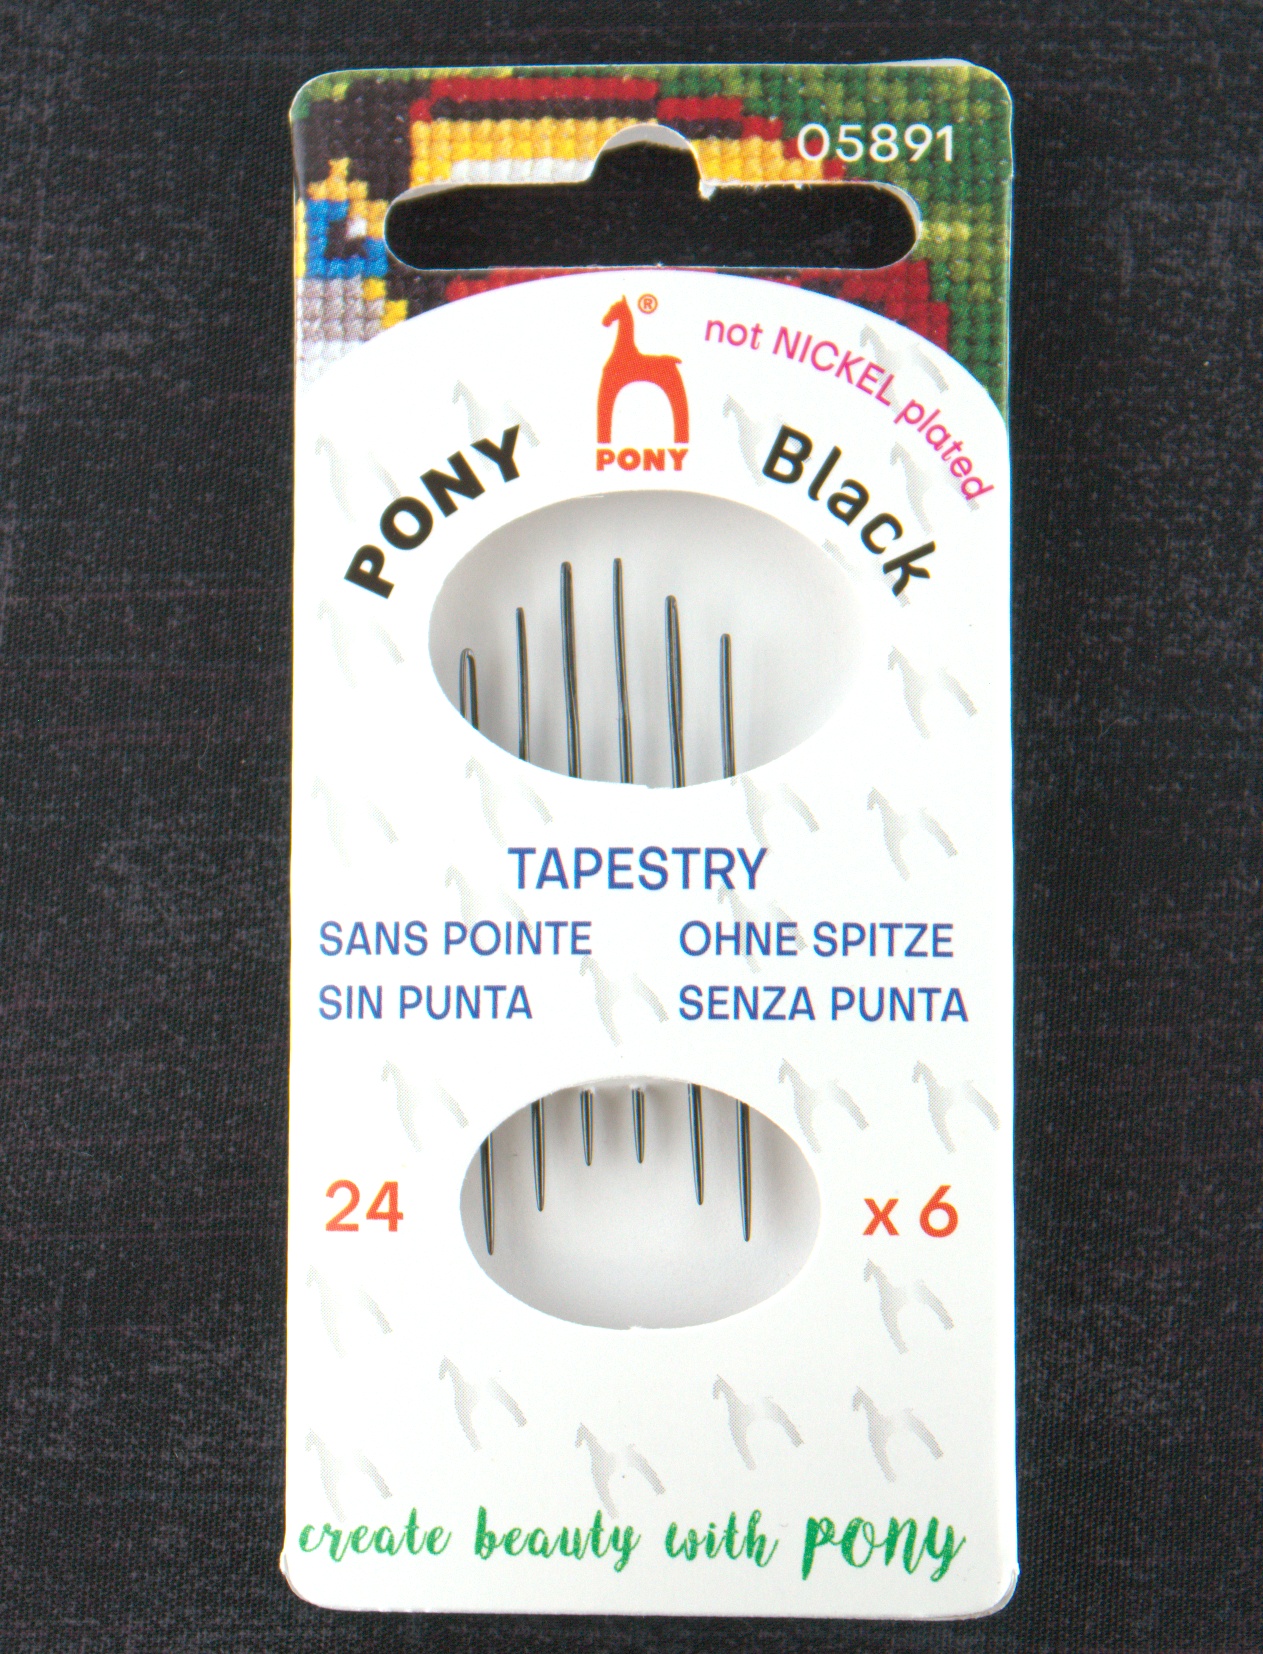 05891
®
PONY
not NICKEL plated
PONY Black
TAPESTRY
SANS POINTE OHNE SPITZE
SIN PUNTA SENZA PUNTA
24 x 6
create beauty with PONY